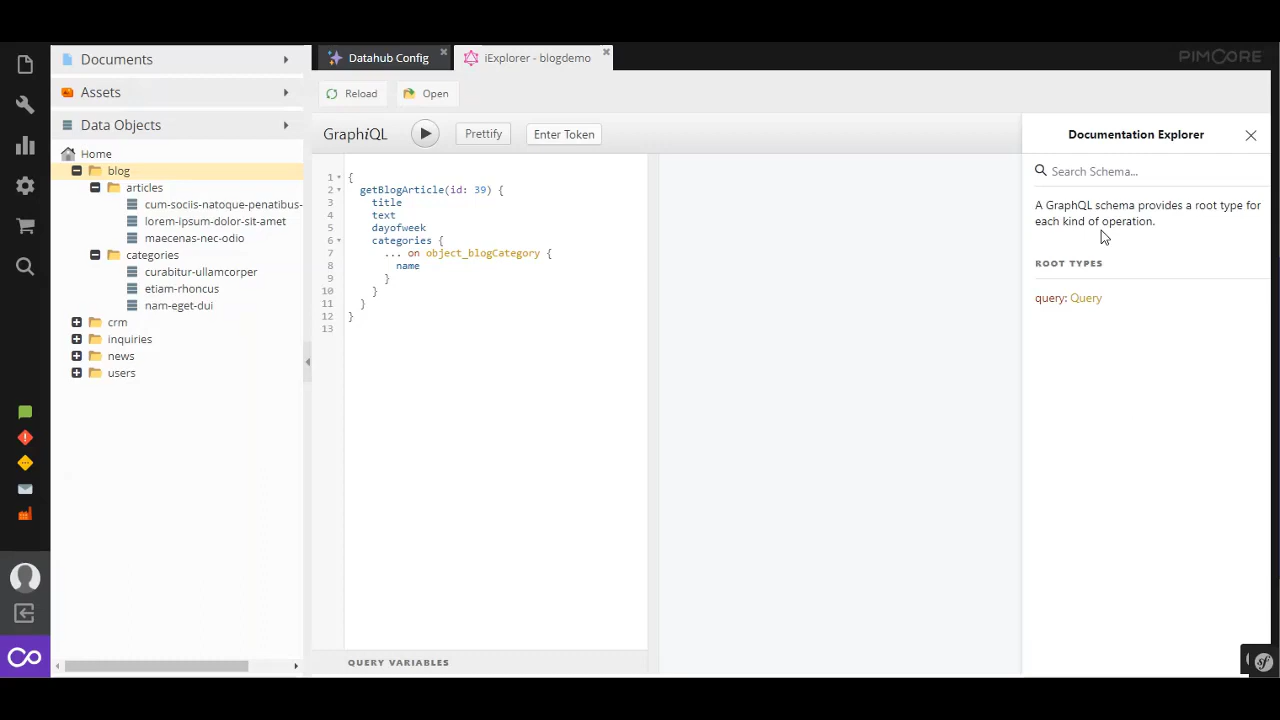 Documents
Assets
Data Objects
Home
blog
articles
cum-sociis-natoque-penatibus-
lorem-ipsum-dolor-sit-amet
maecenas-nec-odio
categories
curabitur-ullamcorper
etiam-rhoncus
nam-eget-dui
crm
inquiries
news
users
Datahub Config
iExplorer - blogdemo
PIMCORE
Reload
Open
GraphiQL
Prettify
Enter Token
1 {
2 getBlogArticle(id: 39) {
3 title
4 text
5 dayofweek
6 categories {
7 ... on object_blogCategory {
8 name
9 }
10 }
11 }
12 }
13
QUERY VARIABLES
Documentation Explorer
Search Schema...
A GraphQL schema provides a root type for
each kind of operation.
ROOT TYPES
query: Query